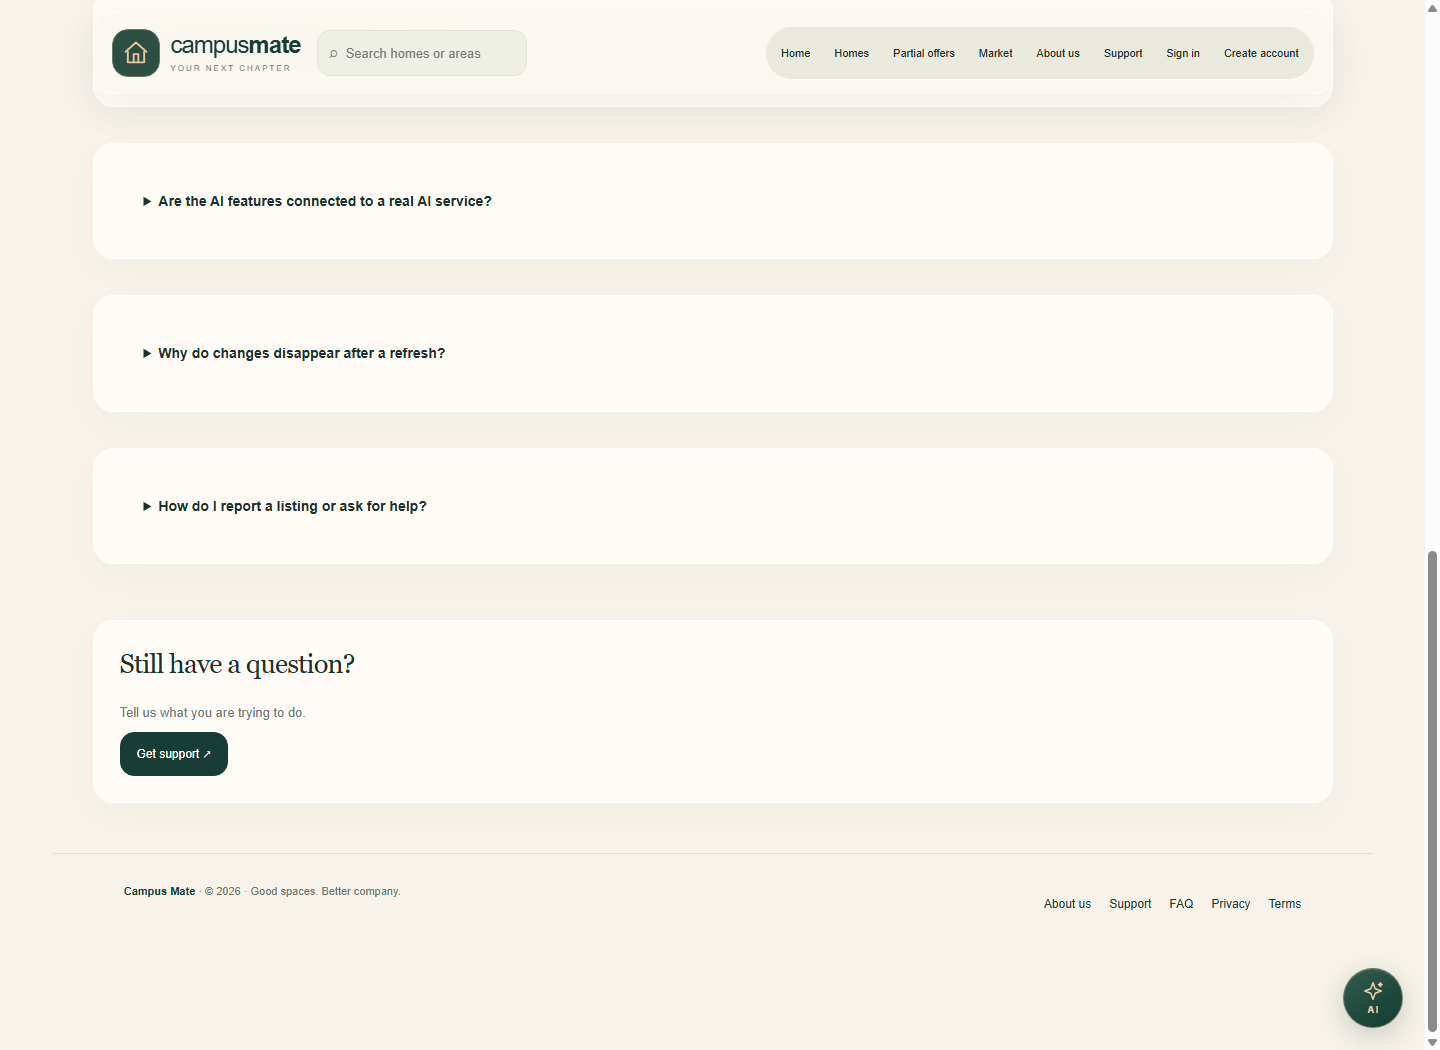 campusmate
YOUR NEXT CHAPTER
Search homes or areas
Home Homes Partial offers Market About us Support Sign in Create account
Are the AI features connected to a real AI service?
Why do changes disappear after a refresh?
How do I report a listing or ask for help?
Still have a question?
Tell us what you are trying to do.
Get support ↗
Campus Mate · © 2026 · Good spaces. Better company.
About us Support FAQ Privacy Terms
AI